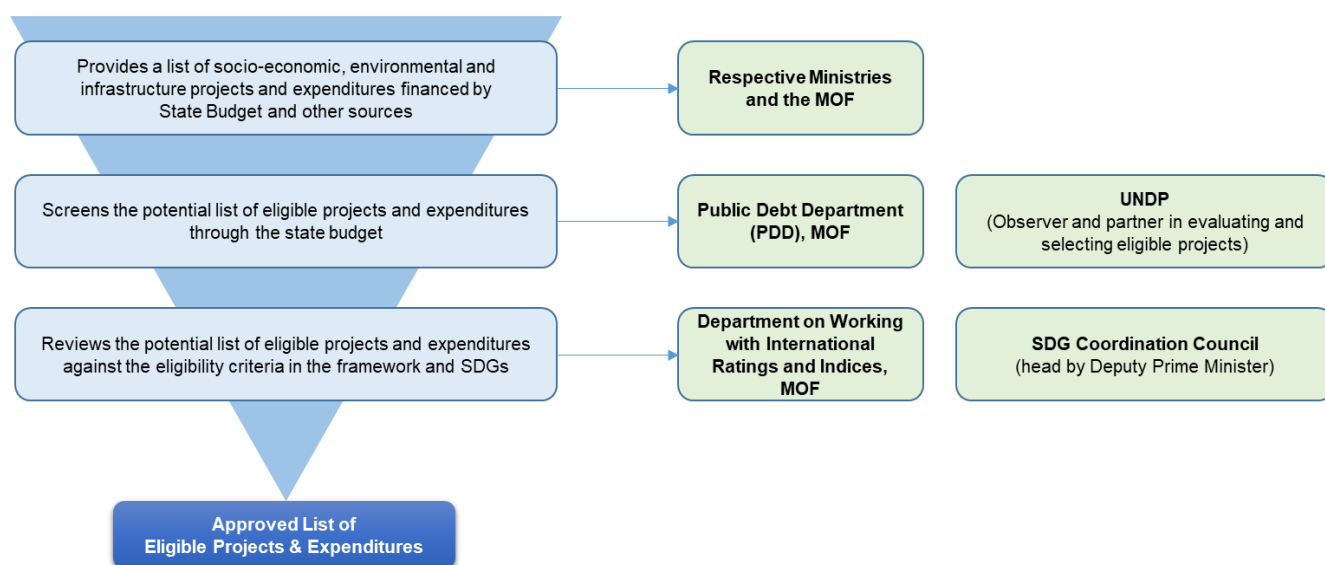 Provides a list of socio-economic, environmental and
infrastructure projects and expenditures financed by
State Budget and other sources
Respective Ministries
and the MOF
Screens the potential list of eligible projects and expenditures
through the state budget
Public Debt Department
(PDD), MOF
UNDP
(Observer and partner in evaluating and
selecting eligible projects)
Reviews the potential list of eligible projects and expenditures
against the eligibility criteria in the framework and SDGs
Department on Working
with International
Ratings and Indices,
MOF
SDG Coordination Council
(head by Deputy Prime Minister)
Approved List of
Eligible Projects & Expenditures